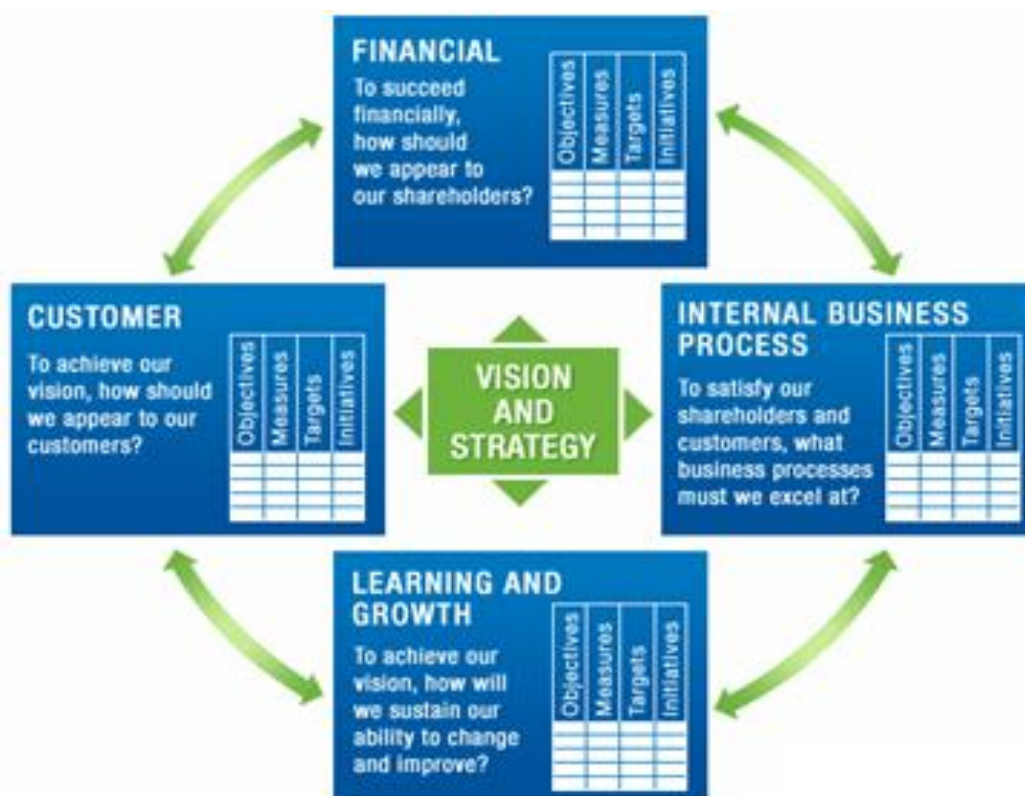 FINANCIAL
To succeed
financially,
how should
we appear to
our shareholders?
Objectives
Measures
Targets
Initiatives
CUSTOMER
To achieve our
vision, how should
we appear to our
customers?
Objectives
Measures
Targets
Initiatives
VISION
AND
STRATEGY
INTERNAL BUSINESS
PROCESS
To satisfy our
shareholders and
customers, what
business processes
must we excel at?
Objectives
Measures
Targets
Initiatives
LEARNING AND
GROWTH
To achieve our
vision, how will
we sustain our
ability to change
and improve?
Objectives
Measures
Targets
Initiatives